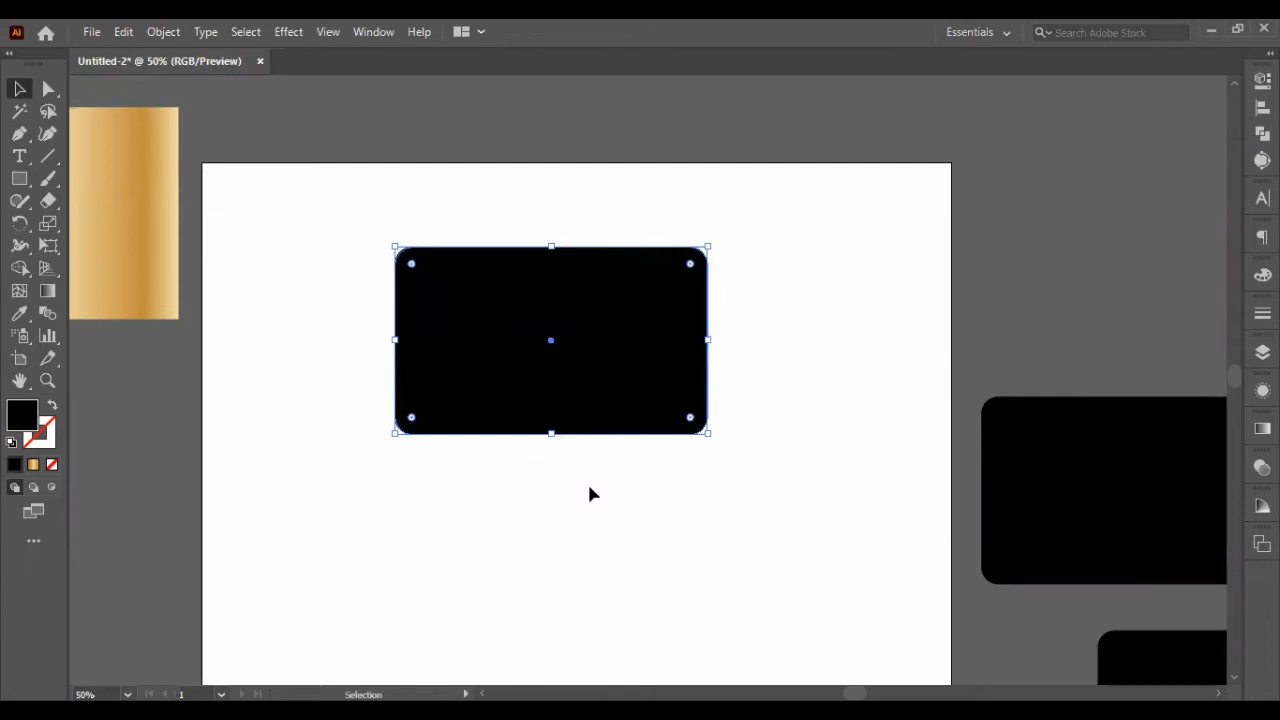 Ai
File Edit Object Type Select Effect View Window Help
Essentials
Search Adobe Stock
Untitled-2* @ 50% (RGB/Preview)
50%
1
Selection